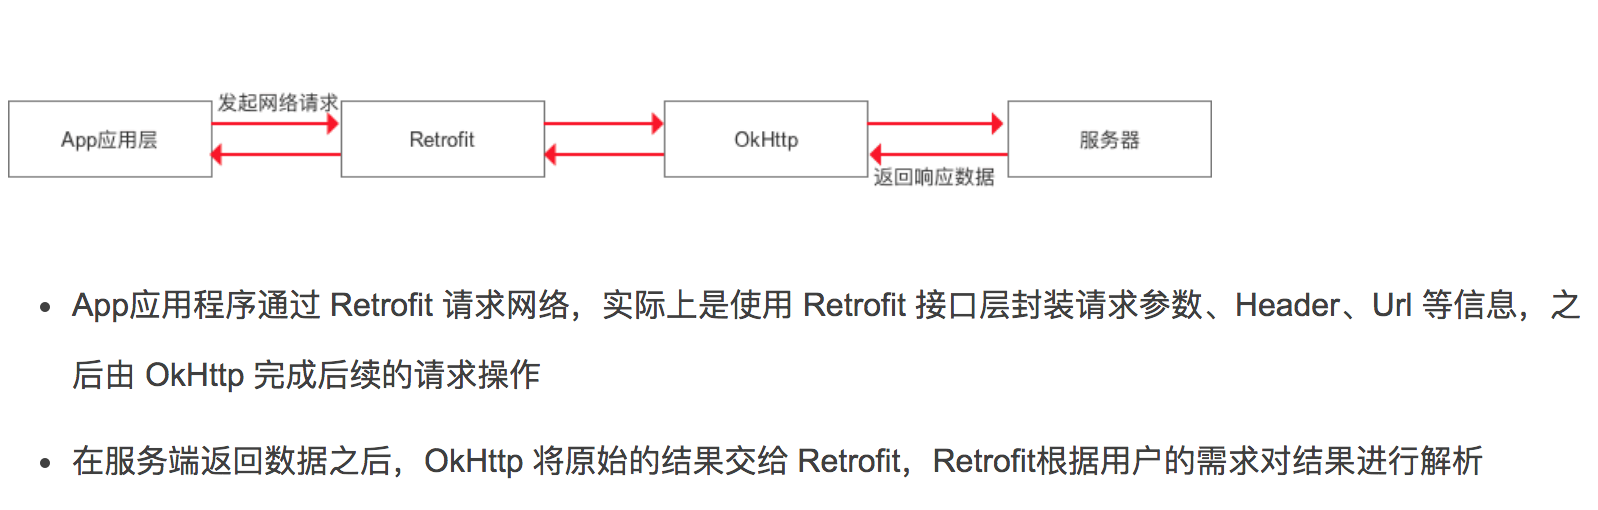 发起网络请求
App应用层
Retrofit
OkHttp
服务器
返回响应数据
App应用程序通过 Retrofit 请求网络，实际上是使用 Retrofit 接口层封装请求参数、Header、Url 等信息，之
后由 OkHttp 完成后续的请求操作
在服务端返回数据之后，OkHttp 将原始的结果交给 Retrofit，Retrofit根据用户的需求对结果进行解析